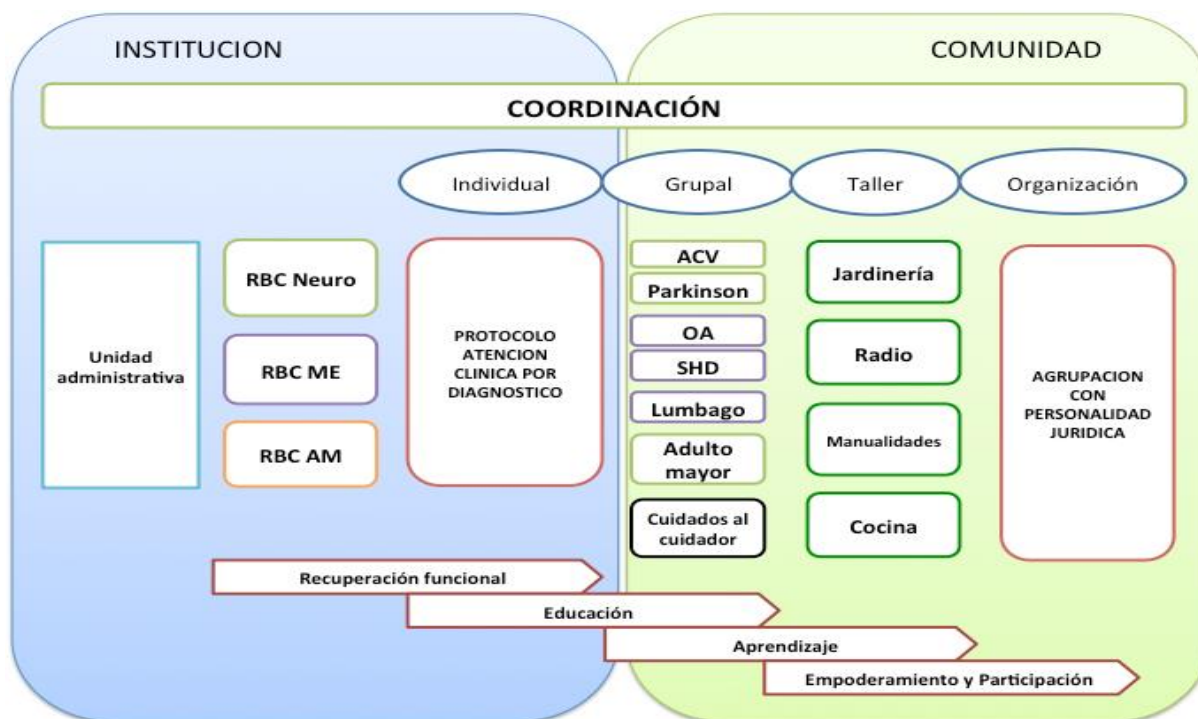 INSTITUCION
COMUNIDAD
COORDINACIÓN
Individual
Grupal
Taller
Organización
Unidad
administrativa
RBC Neuro
RBC ME
RBC AM
PROTOCOLO
ATENCION
CLINICA POR
DIAGNOSTICO
ACV
Parkinson
OA
SHD
Lumbago
Adulto
mayor
Cuidados al
cuidador
Jardinería
Radio
Manualidades
Cocina
AGRUPACION
CON
PERSONALIDAD
JURIDICA
Recuperación funcional
Educación
Aprendizaje
Empoderamiento y Participación